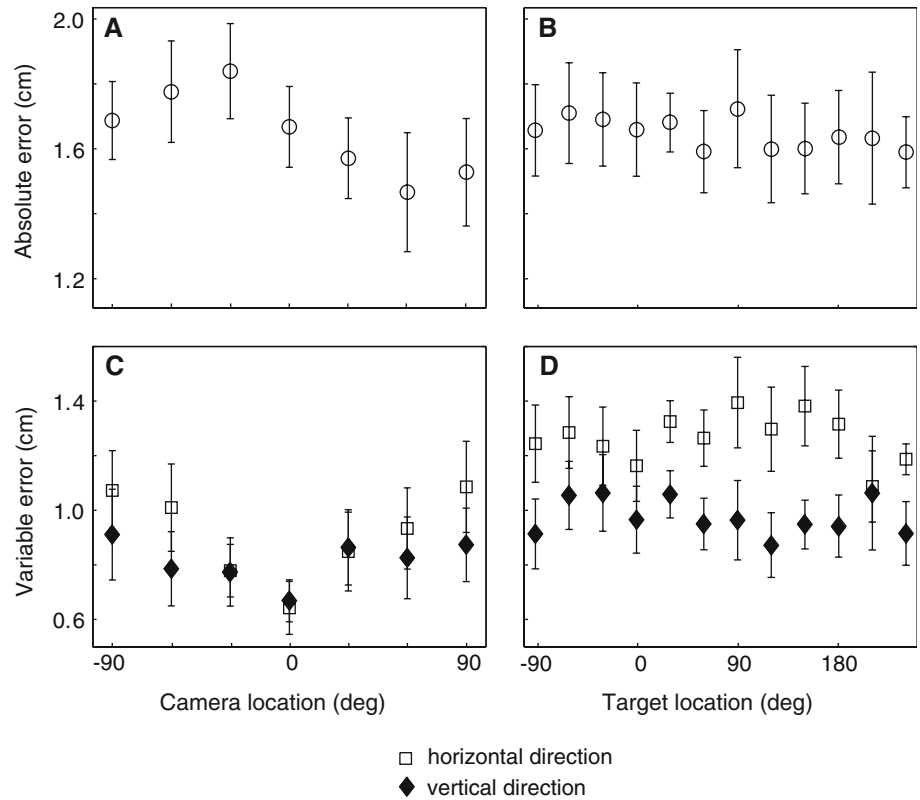 A
B
2.0
1.6
1.2
Absolute error (cm)
C
D
1.4
1.0
0.6
Variable error (cm)
-90 0 90
-90 0 90 180
Camera location (deg)
Target location (deg)
horizontal direction
vertical direction